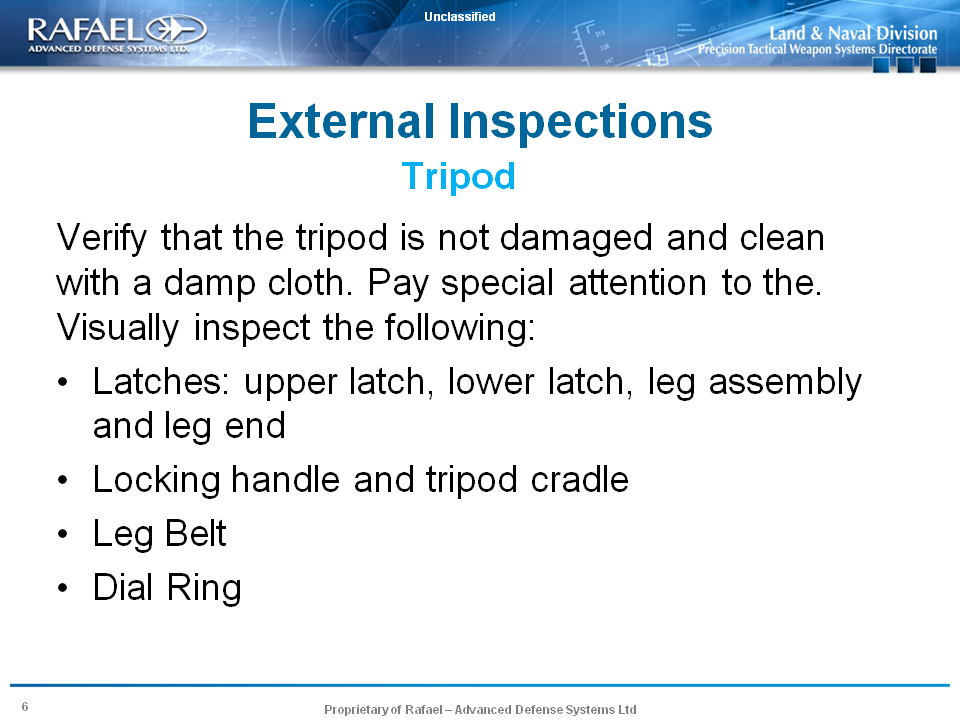 Unclassified
RAFAEL
ADVANCED DEFENSE SYSTEMS LTD.
Land & Naval Division
Precision Tactical Weapon Systems Directorate
External Inspections
Tripod
Verify that the tripod is not damaged and clean
with a damp cloth. Pay special attention to the.
Visually inspect the following:
• Latches: upper latch, lower latch, leg assembly
and leg end
• Locking handle and tripod cradle
• Leg Belt
• Dial Ring
6
Proprietary of Rafael – Advanced Defense Systems Ltd